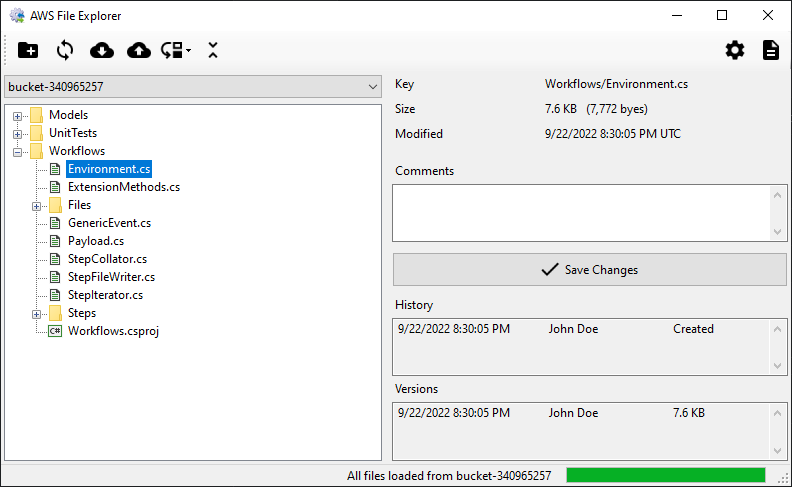 AWS File Explorer
bucket-340965257
Models
UnitTests
Workflows
Environment.cs
ExtensionMethods.cs
Files
GenericEvent.cs
Payload.cs
StepCollator.cs
StepFileWriter.cs
StepIterator.cs
Steps
C# Workflows.csproj
Key Workflows/Environment.cs
Size 7.6 KB (7,772 byes)
Modified 9/22/2022 8:30:05 PM UTC
Comments
Save Changes
History
9/22/2022 8:30:05 PM John Doe Created
Versions
9/22/2022 8:30:05 PM John Doe 7.6 KB
All files loaded from bucket-340965257